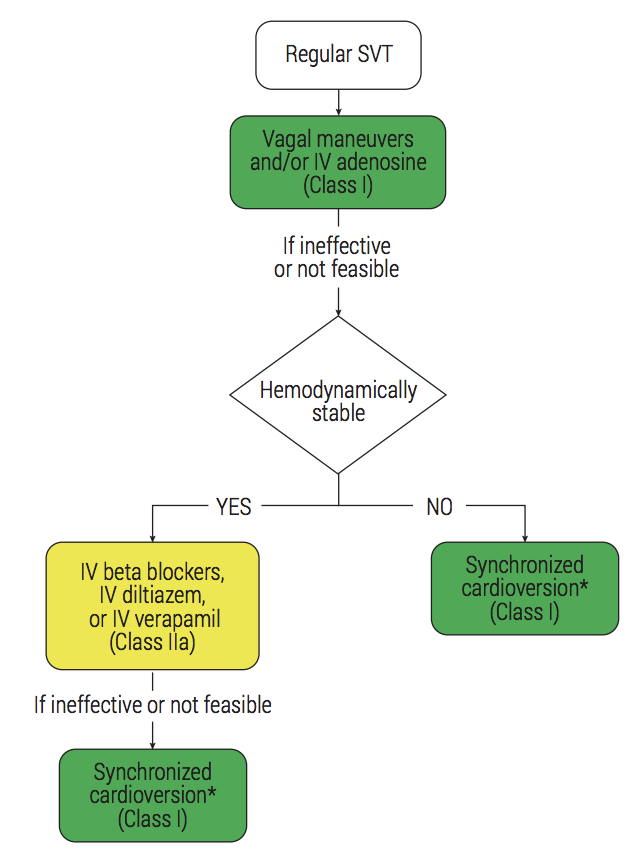 Regular SVT
Vagal maneuvers
and/or IV adenosine
(Class I)
If ineffective
or not feasible
Hemodynamically
stable
YES
NO
IV beta blockers,
IV diltiazem,
or IV verapamil
(Class IIa)
Synchronized
cardioversion*
(Class I)
If ineffective or not feasible
Synchronized
cardioversion*
(Class I)